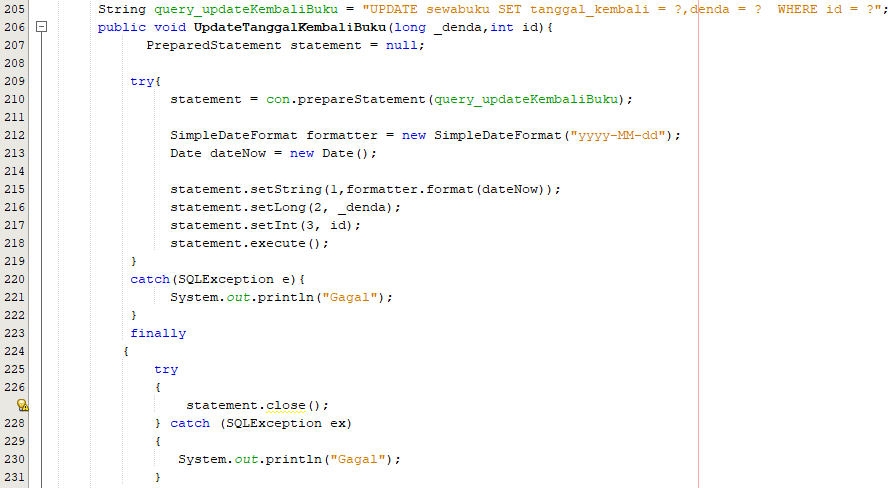 205 String query_updateKembaliBuku = "UPDATE sewabuku SET tanggal_kembali = ?,denda = ?  WHERE id = ?";
206 public void UpdateTanggalKembaliBuku(long _denda,int id){
207 PreparedStatement statement = null;
208
209 try{
210 statement = con.prepareStatement(query_updateKembaliBuku);
211
212 SimpleDateFormat formatter = new SimpleDateFormat("yyyy-MM-dd");
213 Date dateNow = new Date();
214
215 statement.setString(1,formatter.format(dateNow));
216 statement.setLong(2, _denda);
217 statement.setInt(3, id);
218 statement.execute();
219 }
220 catch(SQLException e){
221 System.out.println("Gagal");
222 }
223 finally
224 {
225 try
226 {
statement.close();
228 } catch (SQLException ex)
229 {
230 System.out.println("Gagal");
231 }